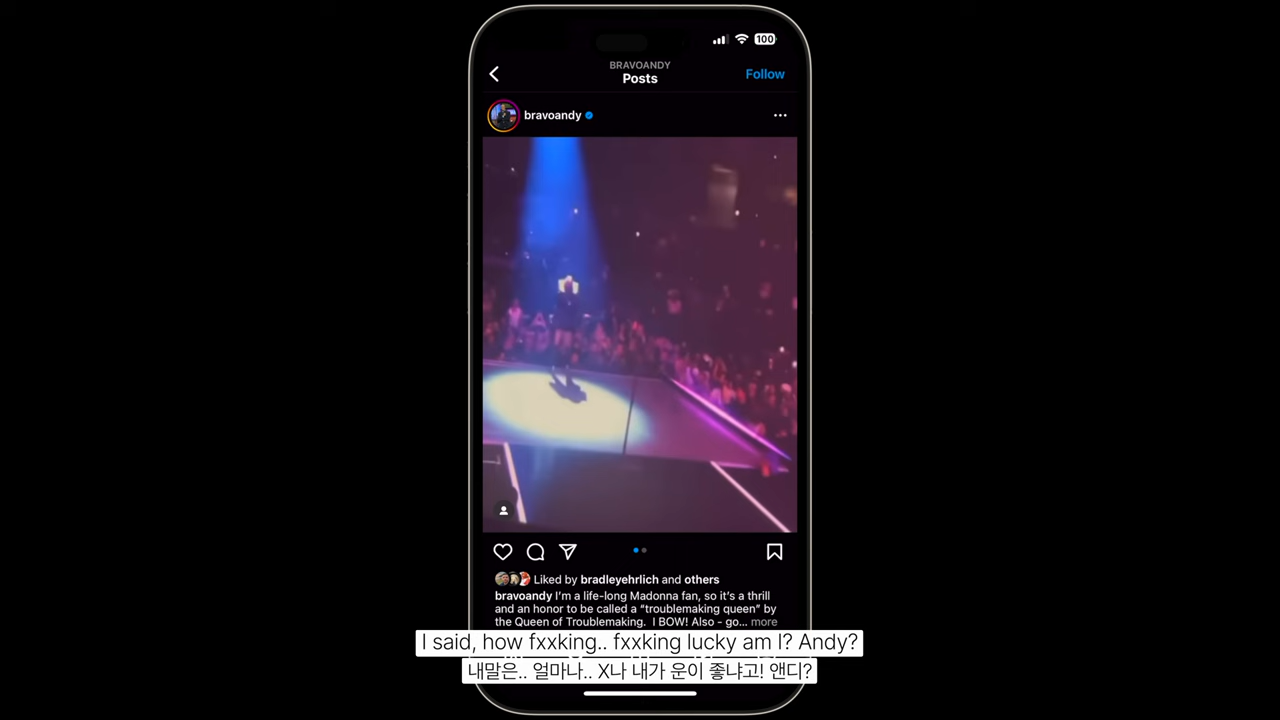 100
BRAVOANDY
Posts
Follow
bravoandy
Liked by bradleyehrlich and others
bravoandy I'm a life-long Madonna fan, so it's a thrill
and an honor to be called a “troublemaking queen” by
the Queen of Troublemaking. I BOW! Also - go... more
I said, how fxxking.. fxxking lucky am I? Andy?
내말은.. 얼마나.. X나 내가 운이 좋냐고! 앤디?